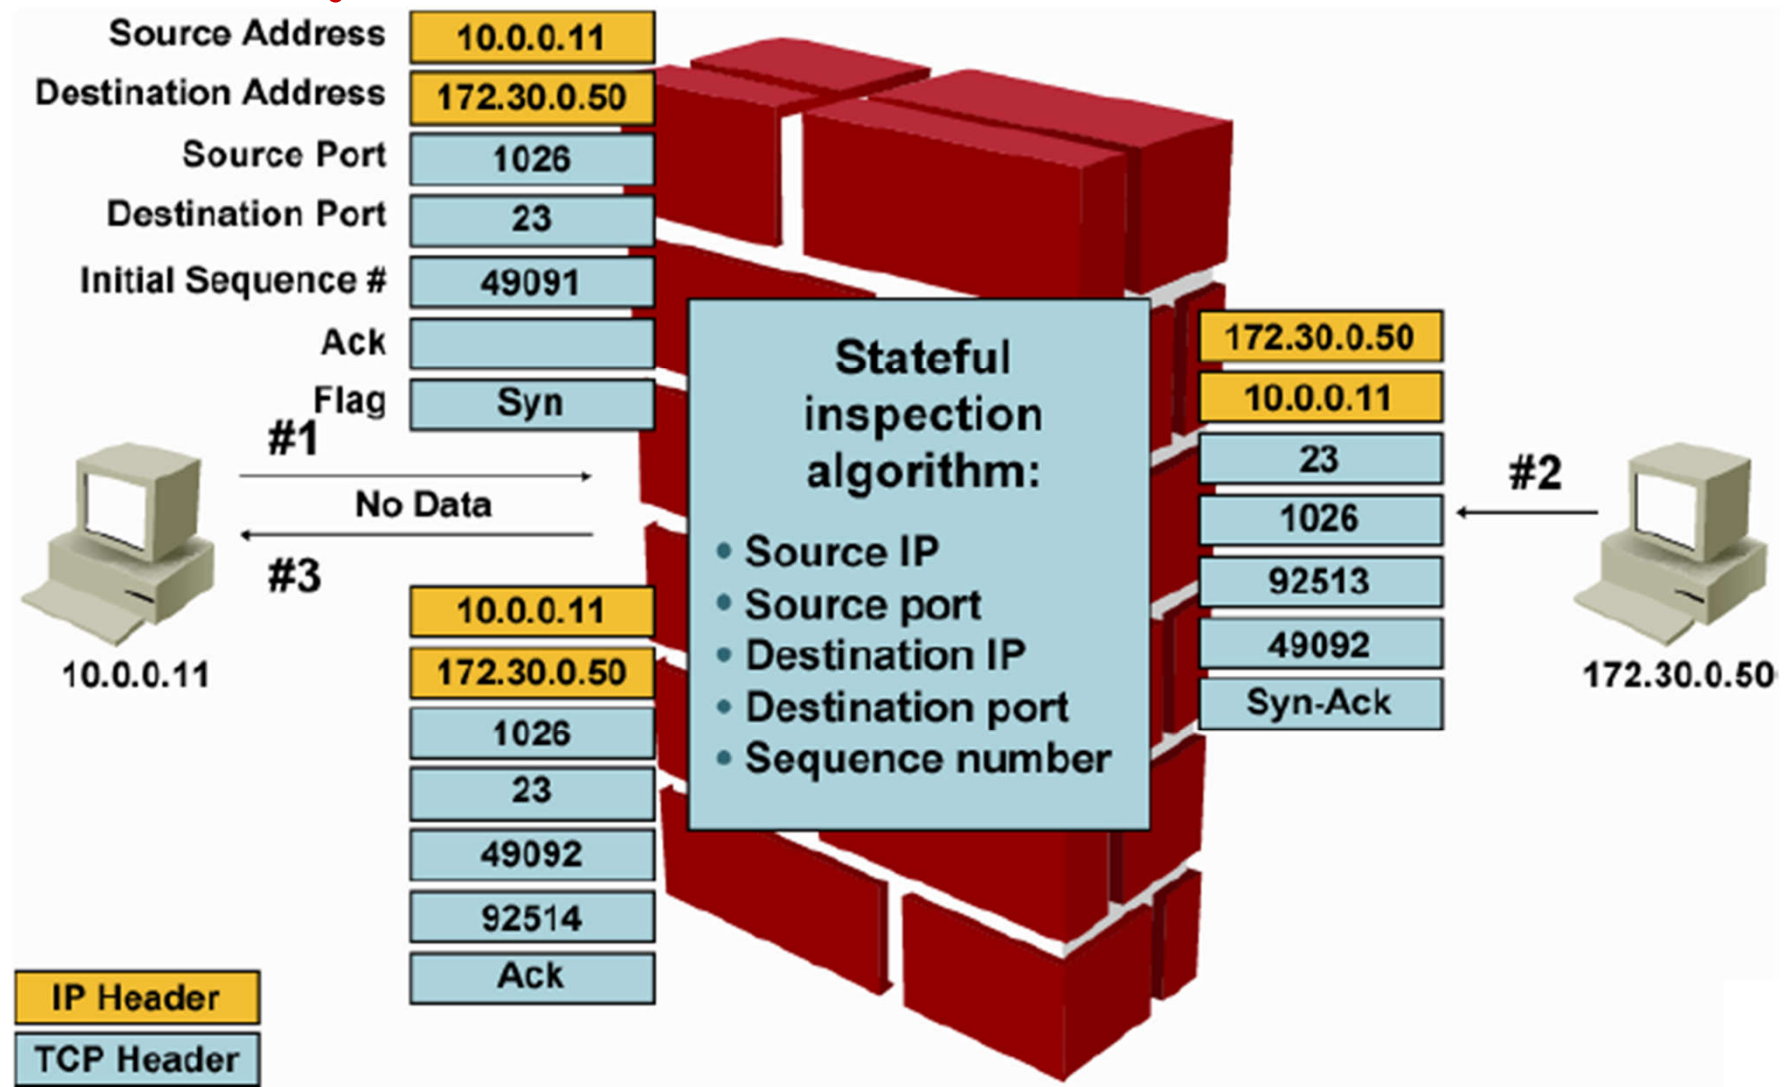 Source Address 10.0.0.11
Destination Address 172.30.0.50
Source Port 1026
Destination Port 23
Initial Sequence # 49091
Ack
Flag Syn
#1
No Data
#3
10.0.0.11
10.0.0.11
172.30.0.50
1026
23
49092
92514
Ack
Stateful
inspection
algorithm:
• Source IP
• Source port
• Destination IP
• Destination port
• Sequence number
172.30.0.50
10.0.0.11
23
1026
92513
49092
Syn-Ack
#2
172.30.0.50
IP Header
TCP Header